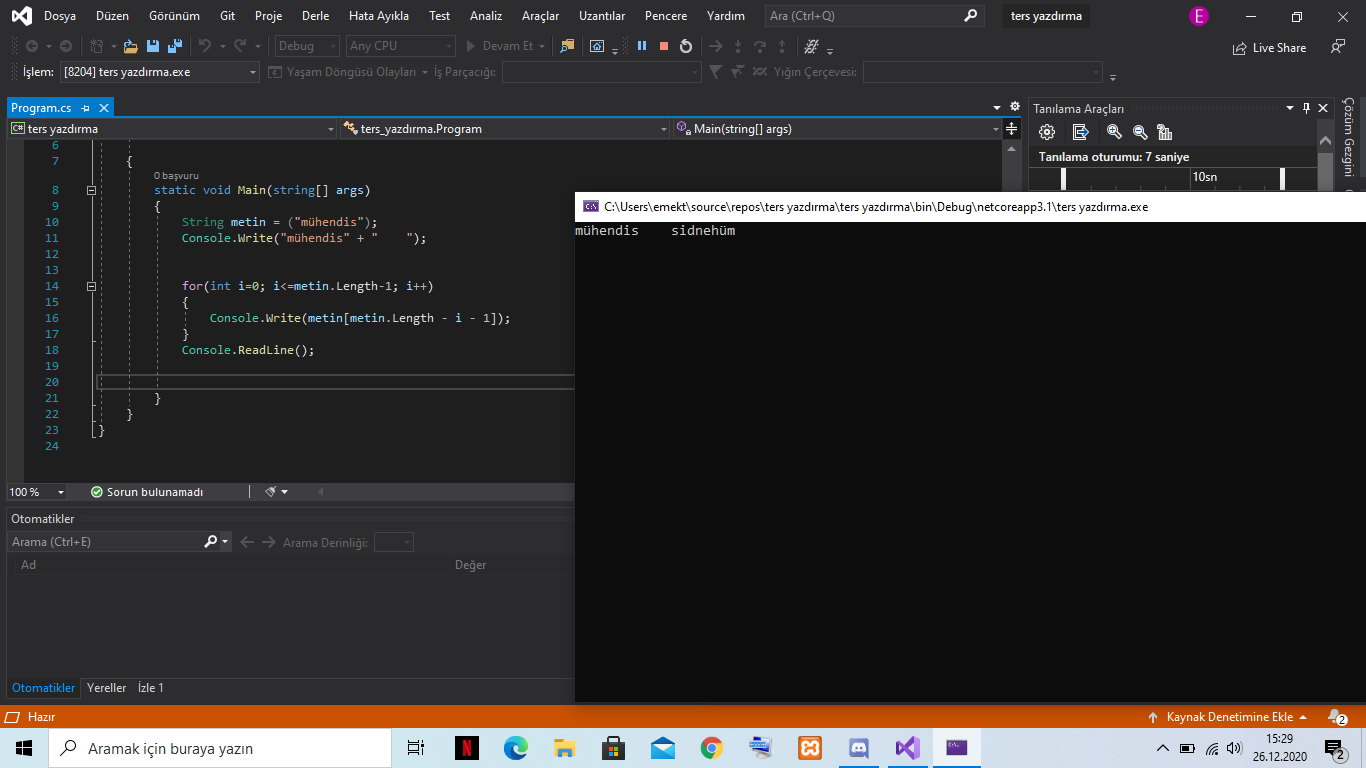 Dosya Düzen Görünüm Git Proje Derle Hata Ayıkla Test Analiz Araçlar Uzantılar Pencere Yardım Ara (Ctrl+Q) ters yazdırma E
Debug Any CPU Devam Et Live Share
İşlem: [8204] ters yazdırma.exe Yaşam Döngüsü Olayları İş Parçacığı: Yığın Çerçevesi:
Program.cs
Tanılama Araçları
Çözüm Gezgini
C# ters yazdırma ters_yazdırma.Program Main(string[] args)
Tanılama oturumu: 7 saniye
10sn
6
7 {
0 başvuru
8 static void Main(string[] args)
9 {
10 String metin = ("mühendis");
11 Console.Write("mühendis" + "    ");
12
13
14 for(int i=0; i<=metin.Length-1; i++)
15 {
16 Console.Write(metin[metin.Length - i - 1]);
17 }
18 Console.ReadLine();
19
20
21 }
22 }
23 }
24
C:\Users\emekt\source\repos\ters yazdırma\ters yazdırma\bin\Debug\netcoreapp3.1\ters yazdırma.exe
mühendis    sidnehüm
100 % Sorun bulunamadı
Otomatikler
Arama (Ctrl+E) Arama Derinliği:
Ad Değer
Otomatikler Yereller İzle 1
Hazır Kaynak Denetimine Ekle 2
Aramak için buraya yazın
N
15:29
26.12.2020
2